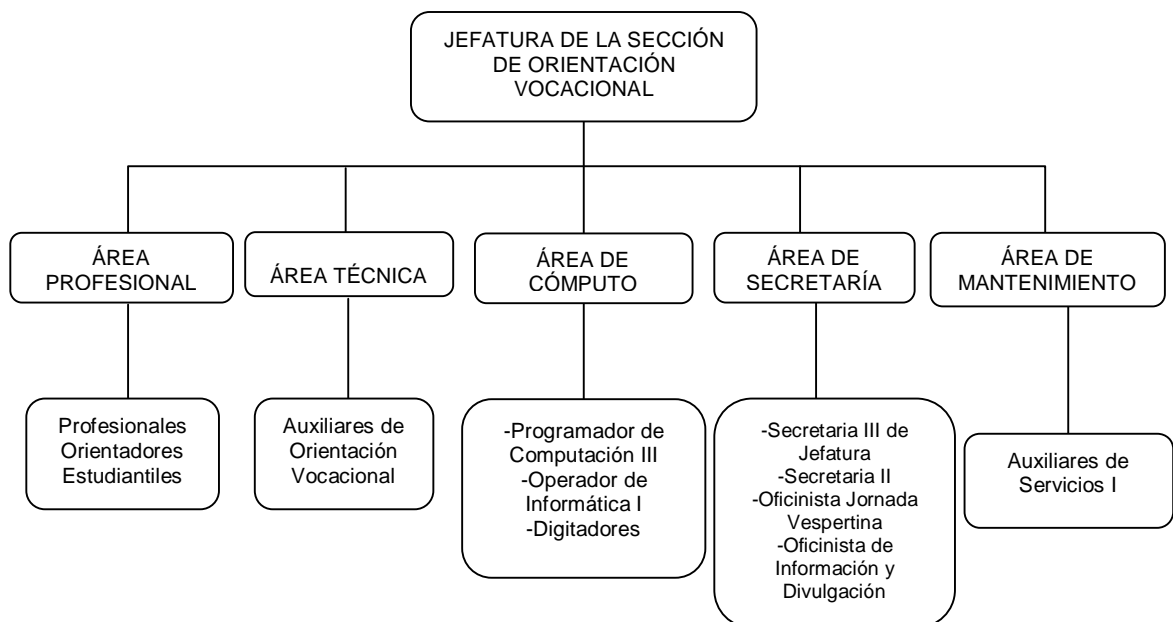 JEFATURA DE LA SECCIÓN
DE ORIENTACIÓN
VOCACIONAL
ÁREA
PROFESIONAL
ÁREA TÉCNICA
ÁREA DE
CÓMPUTO
ÁREA DE
SECRETARÍA
ÁREA DE
MANTENIMIENTO
Profesionales
Orientadores
Estudiantiles
Auxiliares de
Orientación
Vocacional
-Programador de
Computación III
-Operador de
Informática I
-Digitadores
-Secretaria III de
Jefatura
-Secretaria II
-Oficinista Jornada
Vespertina
-Oficinista de
Información y
Divulgación
Auxiliares de
Servicios I